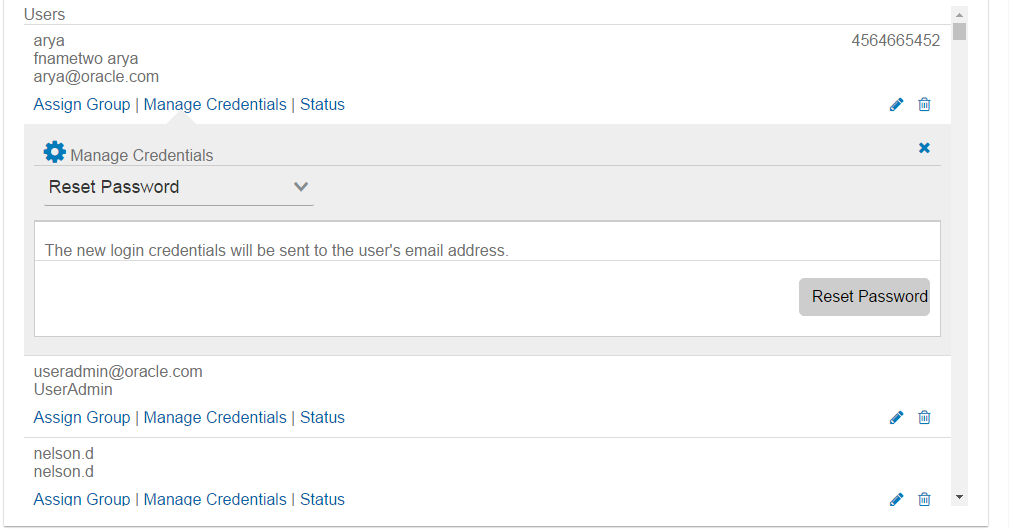 Users
arya 4564665452
fnametwo arya
arya@oracle.com
Assign Group | Manage Credentials | Status
Manage Credentials
Reset Password
The new login credentials will be sent to the user's email address.
Reset Password
useradmin@oracle.com
UserAdmin
Assign Group | Manage Credentials | Status
nelson.d
nelson.d
Assign Group | Manage Credentials | Status